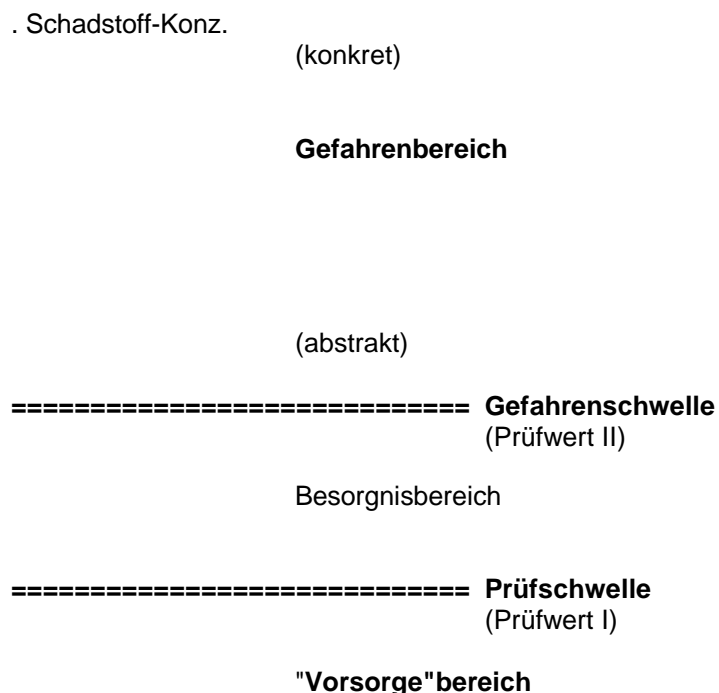 . Schadstoff-Konz.
(konkret)
Gefahrenbereich
(abstrakt)
============================= Gefahrenschwelle
(Prüfwert II)
Besorgnisbereich
============================= Prüfschwelle
(Prüfwert I)
"Vorsorge"bereich